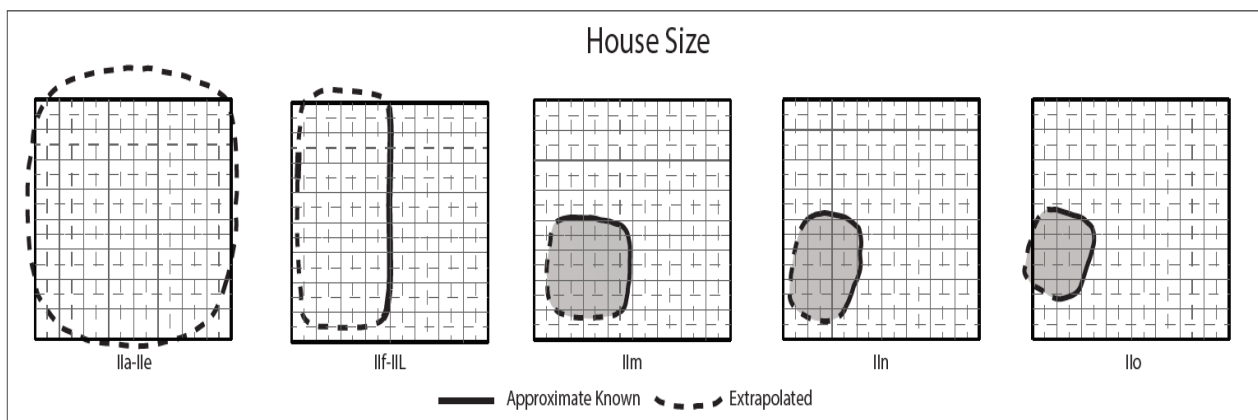 House Size
IIa-IIe
IIf-IIL
IIm
IIn
IIo
Approximate Known
Extrapolated